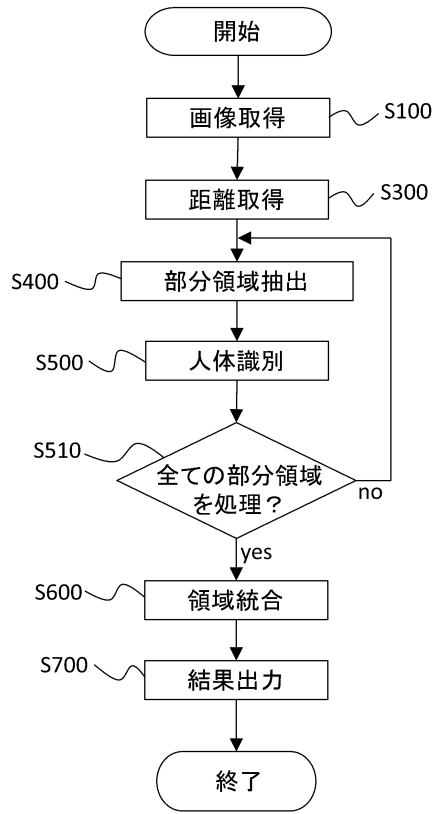 開始
画像取得
S100
距離取得
S300
S400
部分領域抽出
S500
人体識別
S510
全ての部分領域
を処理？
no
yes
S600
領域統合
S700
結果出力
終了